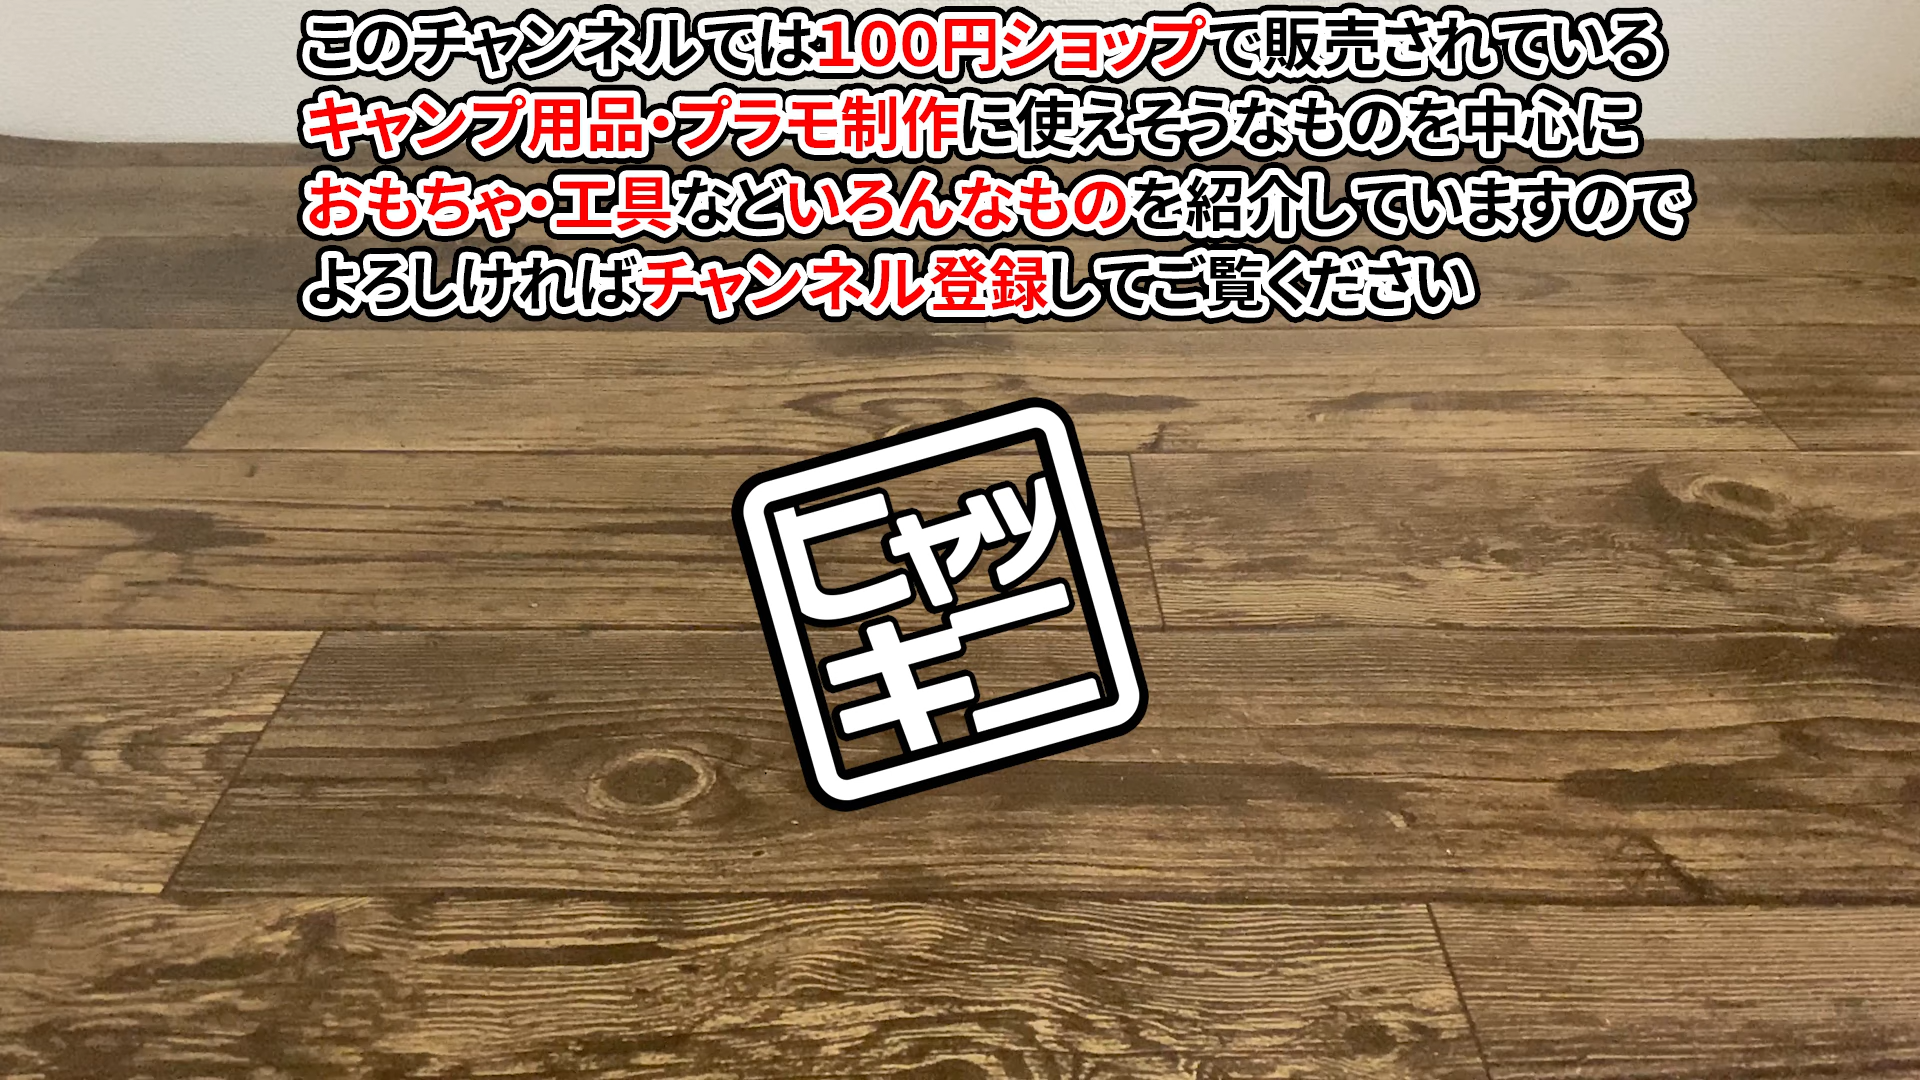 このチャンネルでは100円ショップで販売されている
キャンプ用品・プラモ制作に使えそうなものを中心に
おもちゃ・工具などいろんなものを紹介していますので
よろしければチャンネル登録してご覧ください
ヒャッ
キー